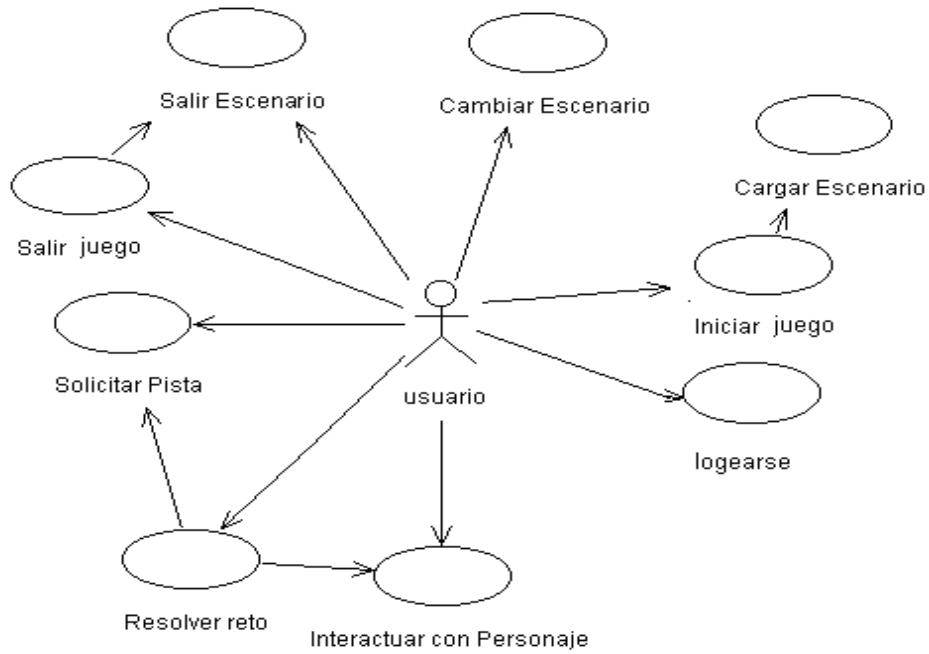 Salir Escenario
Cambiar Escenario
Cargar Escenario
Salir juego
Iniciar juego
Solicitar Pista
usuario
logearse
Resolver reto
Interactuar con Personaje